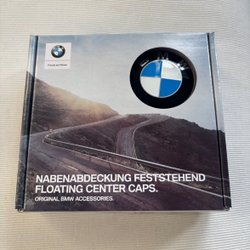 BMW
NABENABDECKUNG FESTSTEHEND
FLOATING CENTER CAPS.
ORIGINAL BMW ACCESSORIES.